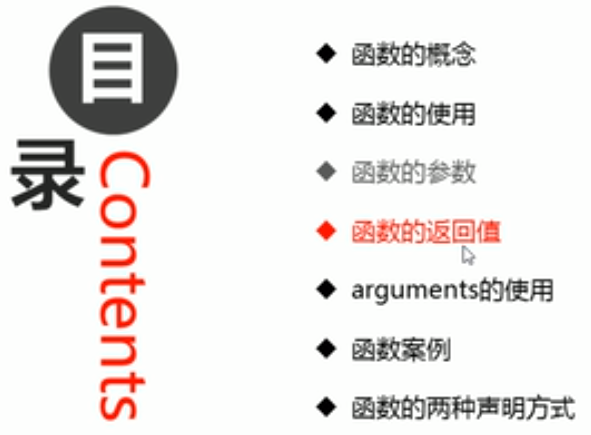 目录
Contents
函数的概念
函数的使用
函数的参数
函数的返回值
arguments的使用
函数案例
函数的两种声明方式